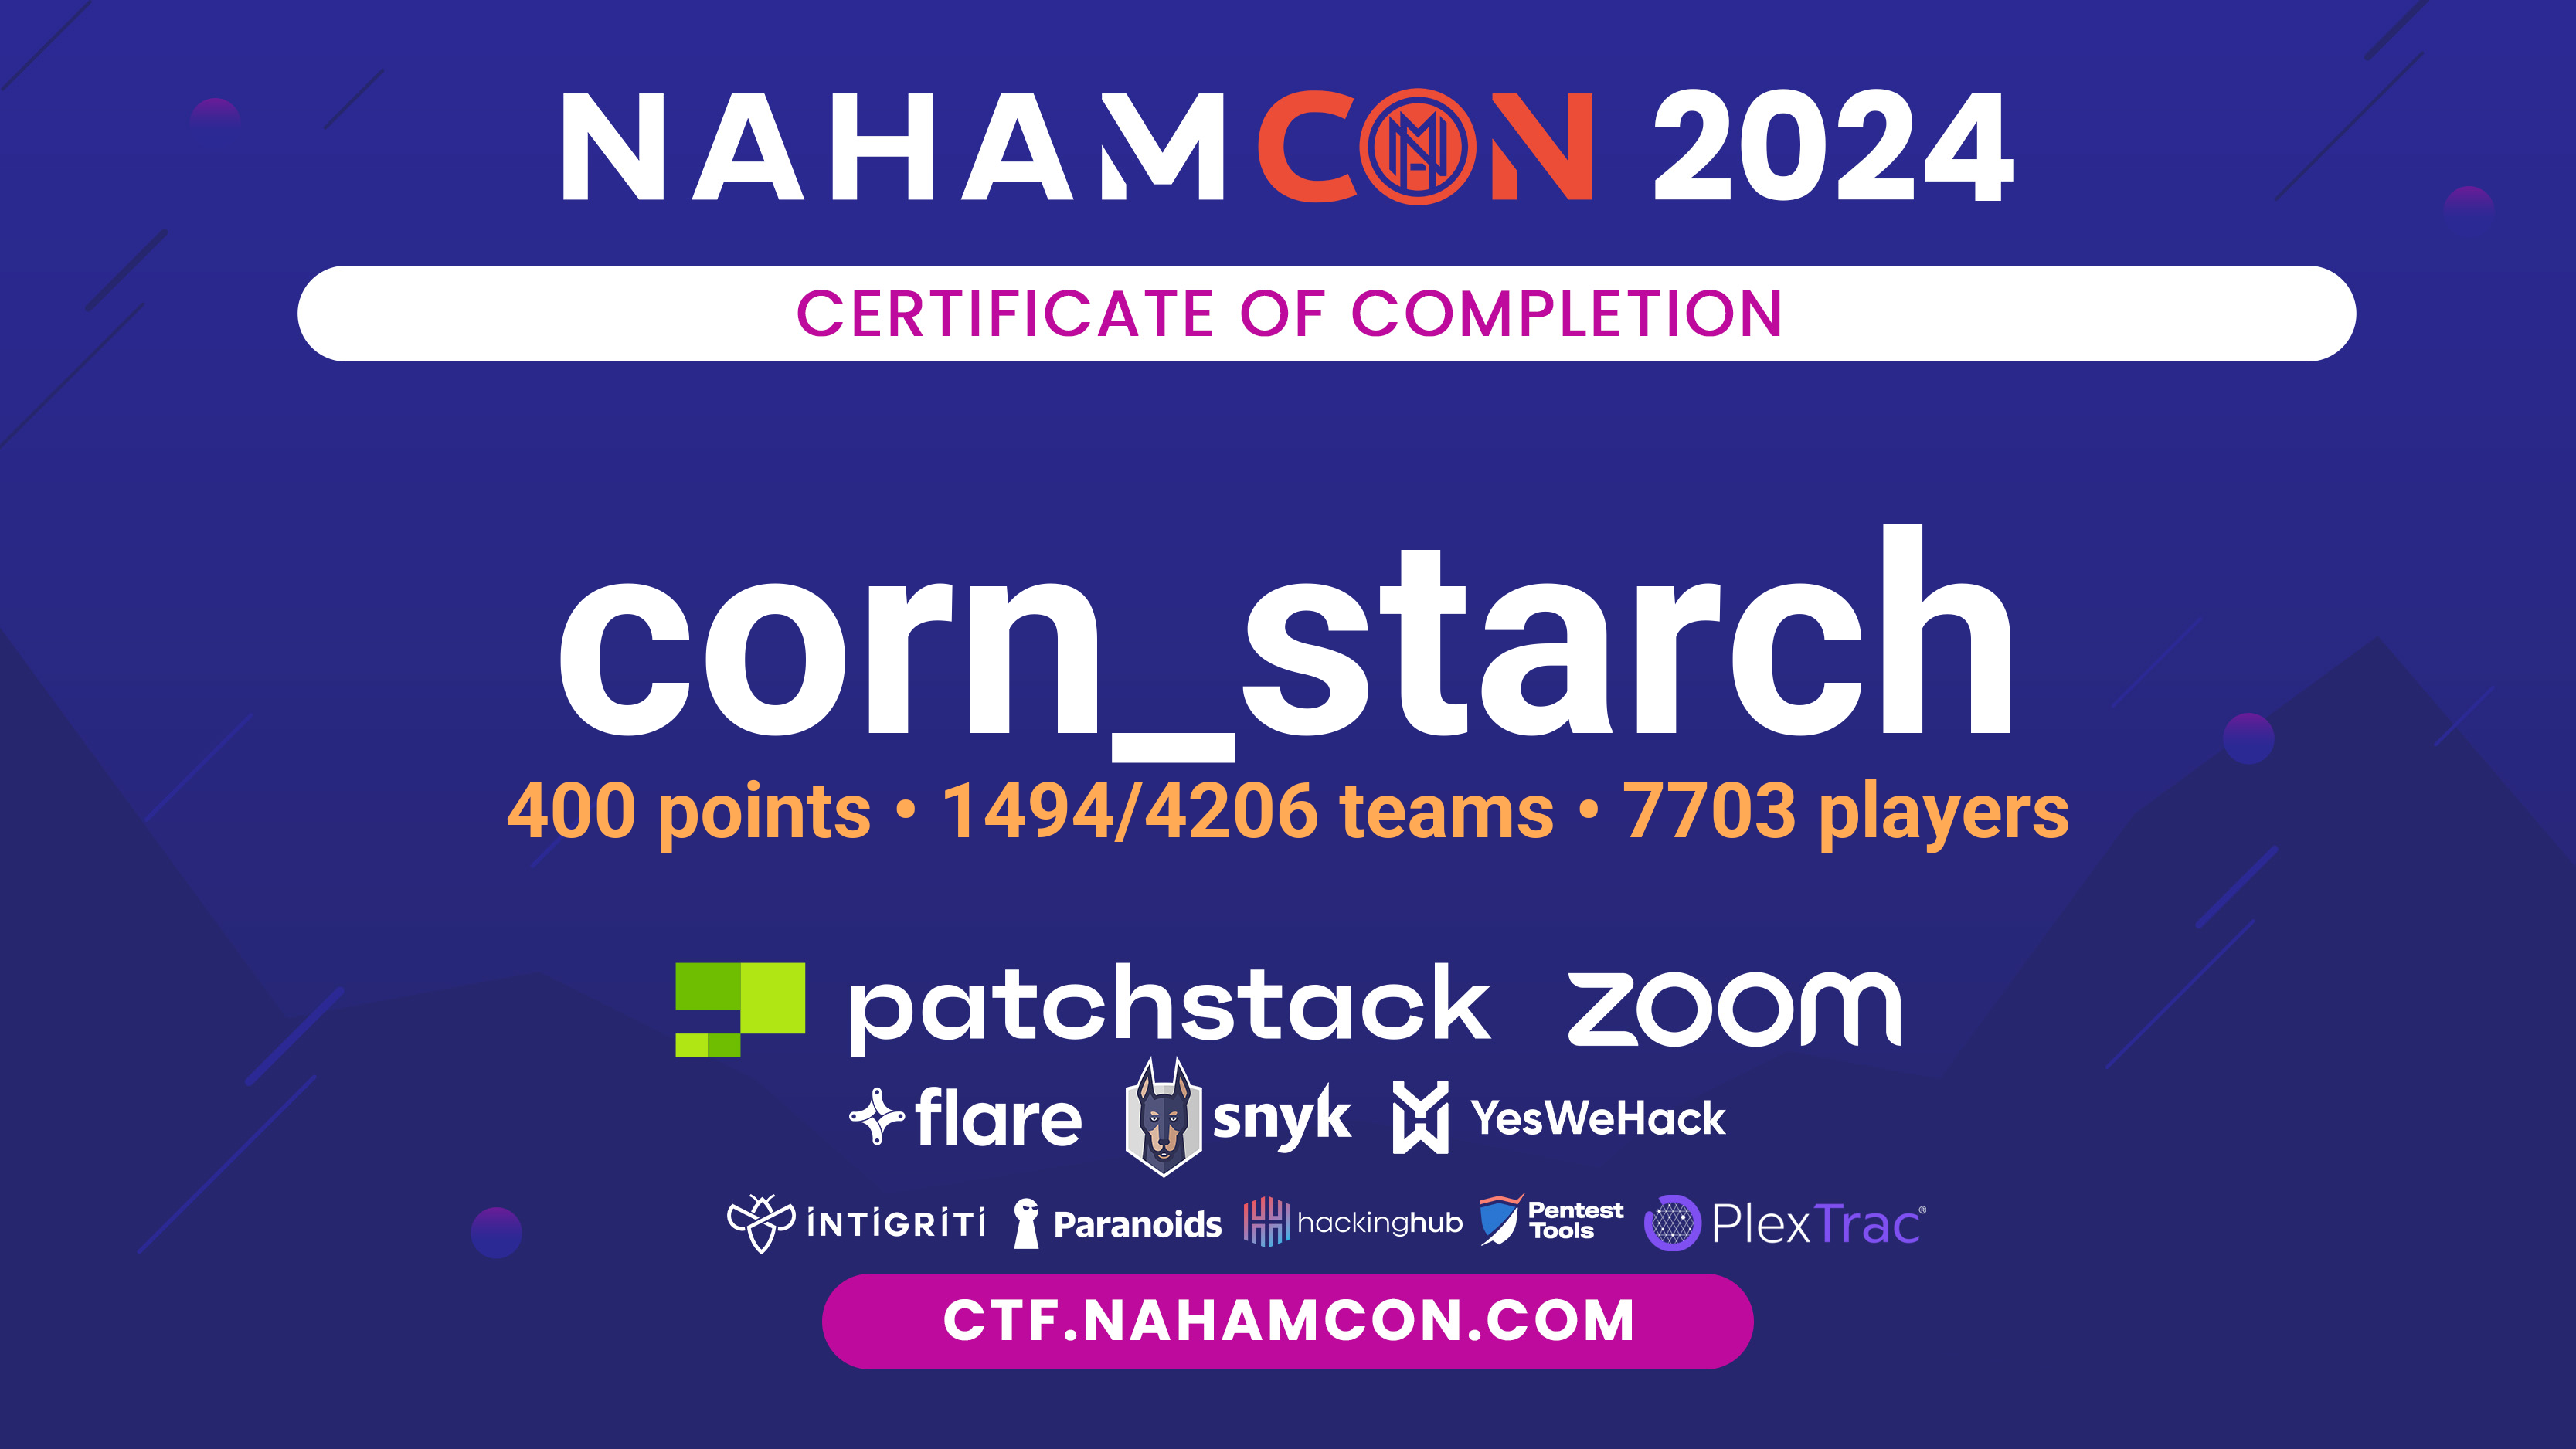 NAHAMCON 2024
CERTIFICATE OF COMPLETION
corn_starch
400 points • 1494/4206 teams • 7703 players
patchstack zoom
flare snyk YesWeHack
INTIGRITI Paranoids hackinghub Pentest Tools PlexTrac®
CTF.NAHAMCON.COM